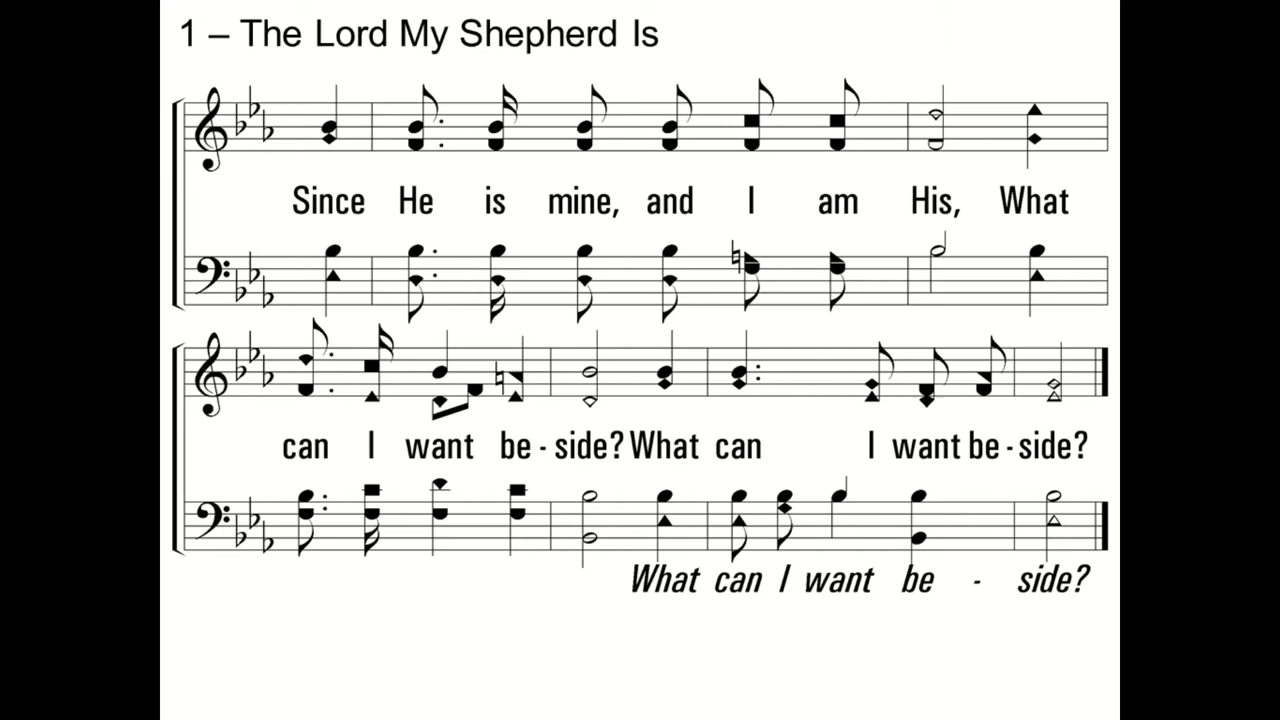 1 – The Lord My Shepherd Is
Since He is mine, and I am His, What
can I want be - side? What can I want be - side?
What can I want be - side?